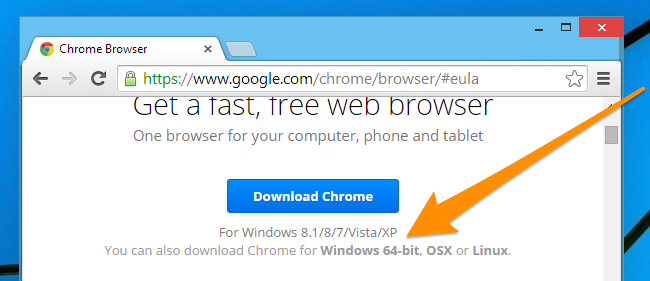 Chrome Browser
https://www.google.com/chrome/browser/#eula
Get a fast, free web browser
One browser for your computer, phone and tablet
Download Chrome
For Windows 8.1/8/7/Vista/XP
You can also download Chrome for Windows 64-bit, OSX or Linux.